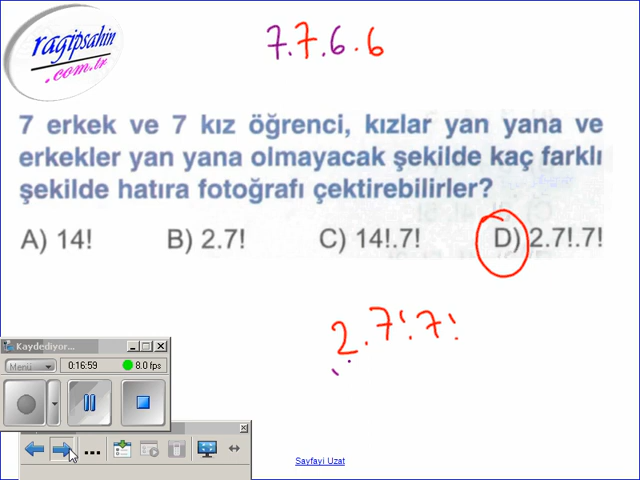 ragipsahin
.com.tr
7.7.6.6
7 erkek ve 7 kız öğrenci, kızlar yan yana ve
erkekler yan yana olmayacak şekilde kaç farklı
şekilde hatıra fotoğrafı çektirebilirler?
A) 14! B) 2.7! C) 14!.7! D) 2.7!.7!
2.7!.7!
Kaydediyor...
Menü 0:16:59 8.0 fps
Sayfayi Uzat